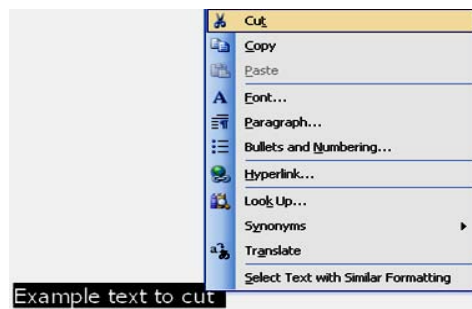 Cut
Copy
Paste
Font...
Paragraph...
Bullets and Numbering...
Hyperlink...
Look Up...
Synonyms
Translate
Select Text with Similar Formatting
Example text to cut